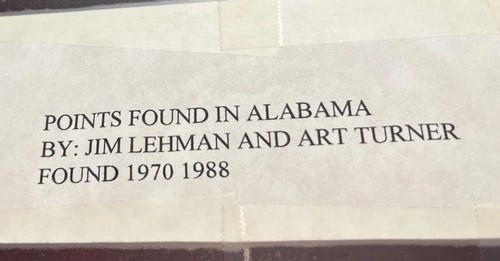 POINTS FOUND IN ALABAMA
BY: JIM LEHMAN AND ART TURNER
FOUND 1970 1988